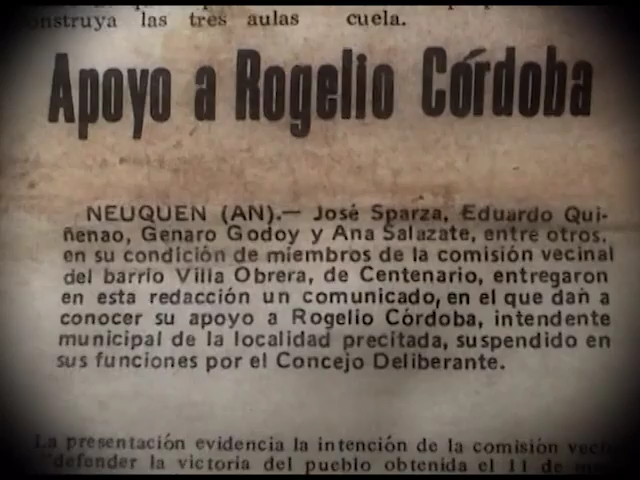 construya las tres aulas cuela.
Apoyo a Rogelio Córdoba
NEUQUEN (AN).— José Sparza, Eduardo Qui-
ñenao, Genaro Godoy y Ana Salazate, entre otros,
en su condición de miembros de la comisión vecinal
del barrio Villa Obrera, de Centenario, entregaron
en esta redacción un comunicado, en el que dan a
conocer su apoyo a Rogelio Córdoba, intendente
municipal de la localidad precitada, suspendido en
sus funciones por el Concejo Deliberante.
La presentación evidencia la intención de la comisión
"defender la victoria del pueblo obtenida el 11 de